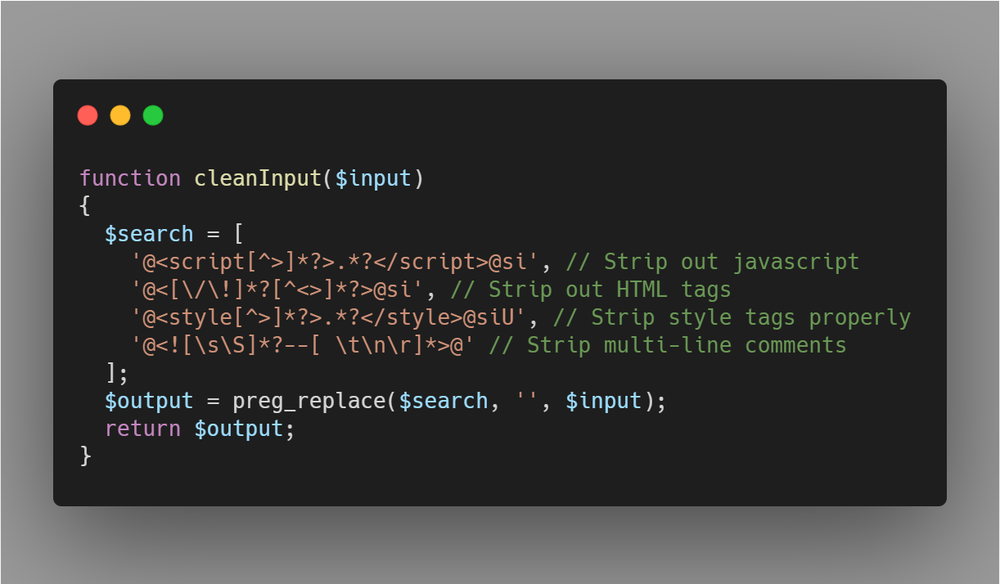 function cleanInput($input)
{
  $search = [
    '@<script[^>]*?>.*?</script>@si', // Strip out javascript
    '@<[\/\!]*?[^<>]*?>@si', // Strip out HTML tags
    '@<style[^>]*?>.*?</style>@siU', // Strip style tags properly
    '@<![\s\S]*?--[ \t\n\r]*>@' // Strip multi-line comments
  ];
  $output = preg_replace($search, '', $input);
  return $output;
}